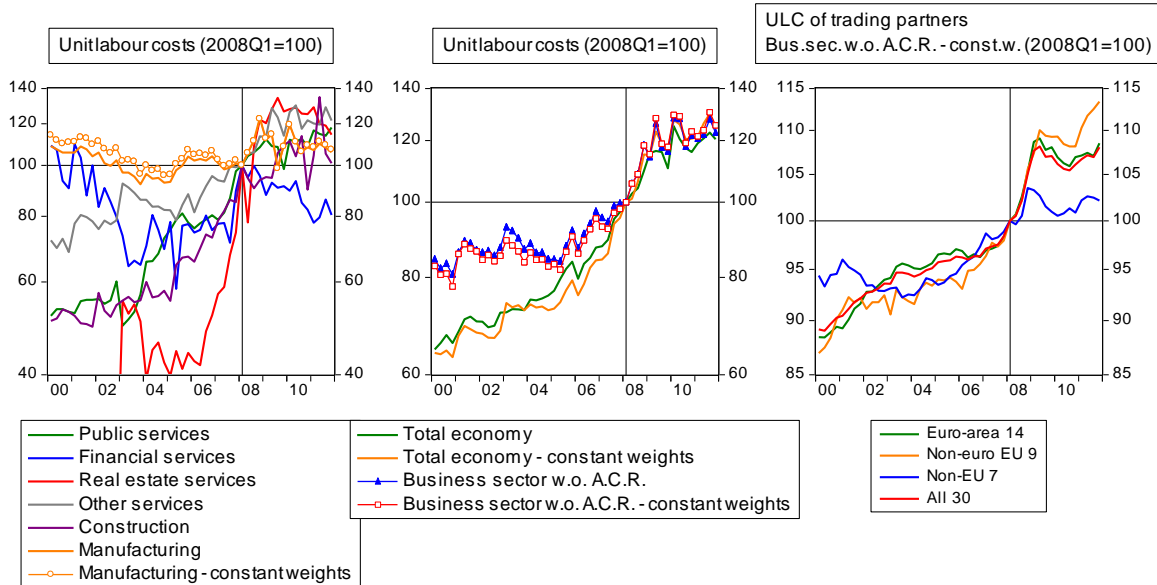 Unit labour costs (2008Q1=100)
Unit labour costs (2008Q1=100)
ULC of trading partners
Bus.sec. w.o. A.C.R. - const.w. (2008Q1=100)
140
120
100
80
60
40
140
120
100
80
60
40
00 02 04 06 08 10
140
120
100
80
60
140
120
100
80
60
00 02 04 06 08 10
115
110
105
100
95
90
85
115
110
105
100
95
90
85
00 02 04 06 08 10
Public services
Financial services
Real estate services
Other services
Construction
Manufacturing
Manufacturing - constant weights
Total economy
Total economy - constant weights
Business sector w.o. A.C.R.
Business sector w.o. A.C.R. - constant weights
Euro-area 14
Non-euro EU 9
Non-EU 7
All 30